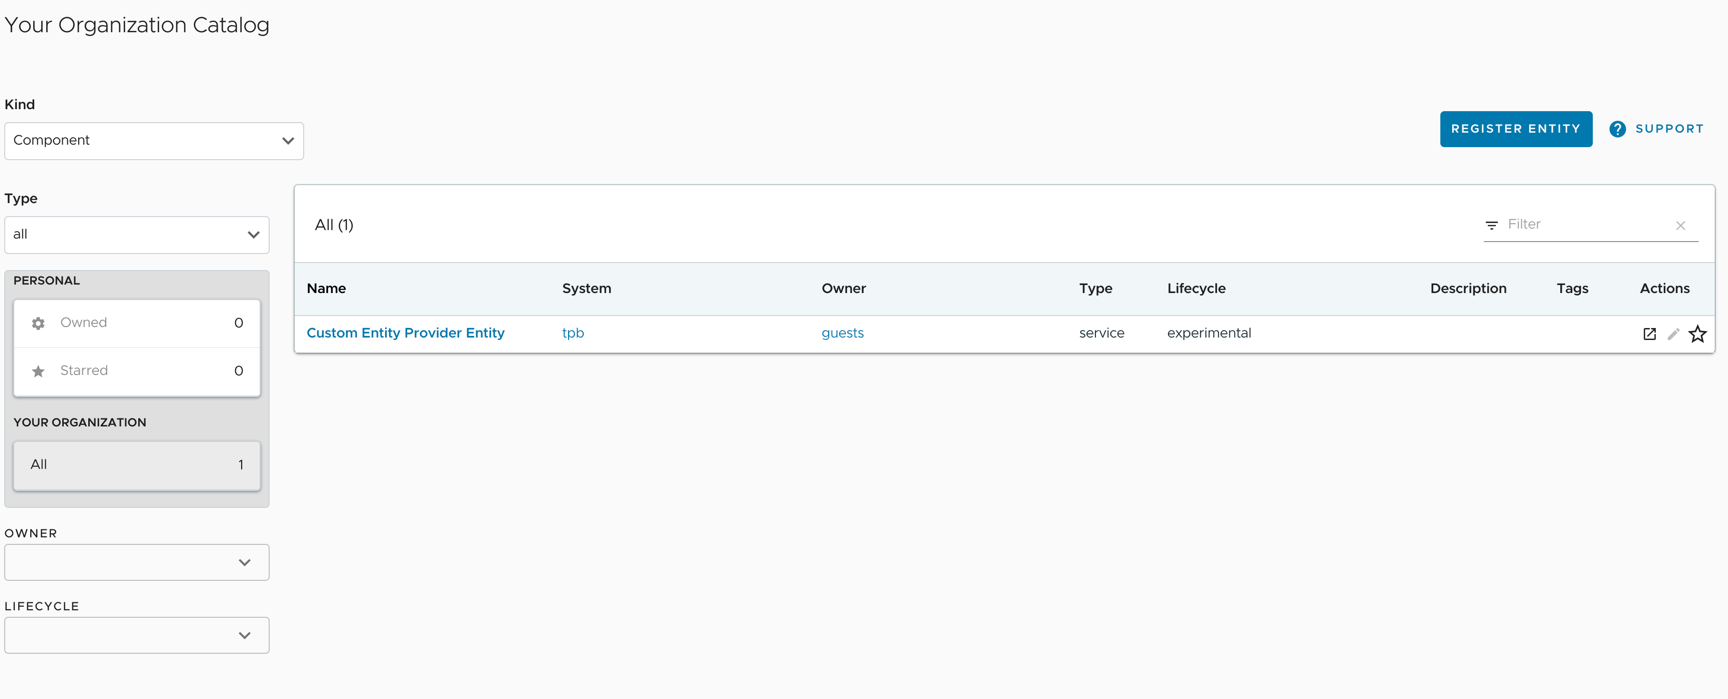 Your Organization Catalog
Kind
Component
REGISTER ENTITY
? SUPPORT
Type
all
PERSONAL
Owned 0
Starred 0
YOUR ORGANIZATION
All 1
OWNER
LIFECYCLE
All (1)
Filter
Name System Owner Type Lifecycle Description Tags Actions
Custom Entity Provider Entity tpb guests service experimental